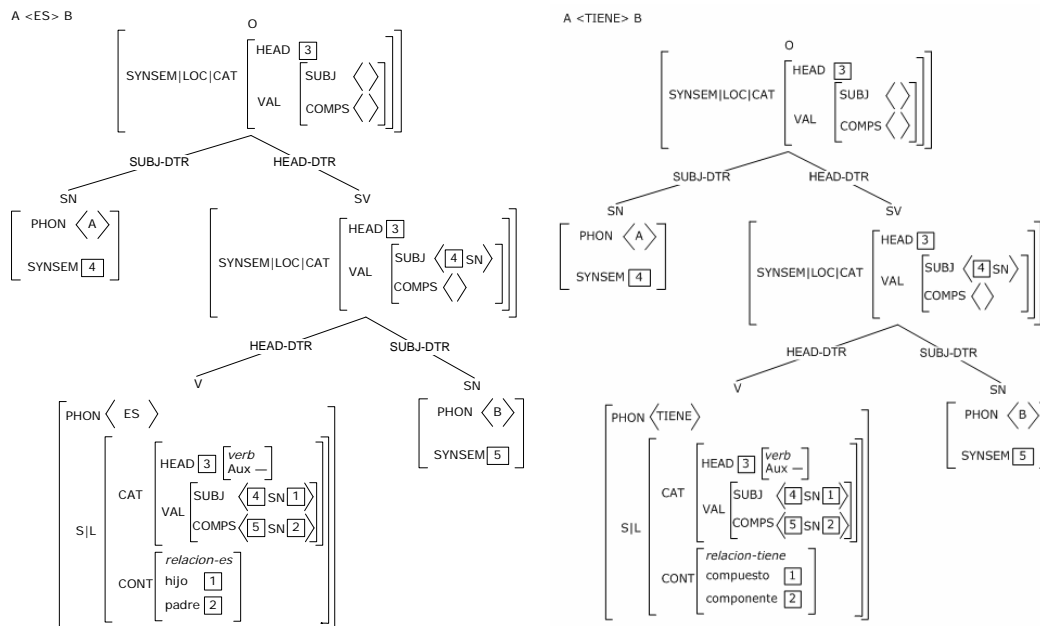 A <ES> B
O
HEAD 3
SYNSEM|LOC|CAT
SUBJ < >
VAL
COMPS < >
SUBJ-DTR HEAD-DTR
SN SV
PHON <A>
SYNSEM 4
HEAD 3
SYNSEM|LOC|CAT
SUBJ <4 SN>
VAL
COMPS < >
HEAD-DTR SUBJ-DTR
V SN
PHON <B>
SYNSEM 5
PHON <ES>
HEAD 3 verb
Aux —
CAT
SUBJ <4 SN 1>
VAL
COMPS <5 SN 2>
S|L
relacion-es
CONT
hijo 1
padre 2
A <TIENE> B
O
HEAD 3
SYNSEM|LOC|CAT
SUBJ < >
VAL
COMPS < >
SUBJ-DTR HEAD-DTR
SN SV
PHON <A>
SYNSEM 4
HEAD 3
SYNSEM|LOC|CAT
SUBJ <4 SN>
VAL
COMPS < >
HEAD-DTR SUBJ-DTR
V SN
PHON <B>
SYNSEM 5
PHON <TIENE>
HEAD 3 verb
Aux —
CAT
SUBJ <4 SN 1>
VAL
COMPS <5 SN 2>
S|L
relacion-tiene
CONT
compuesto 1
componente 2